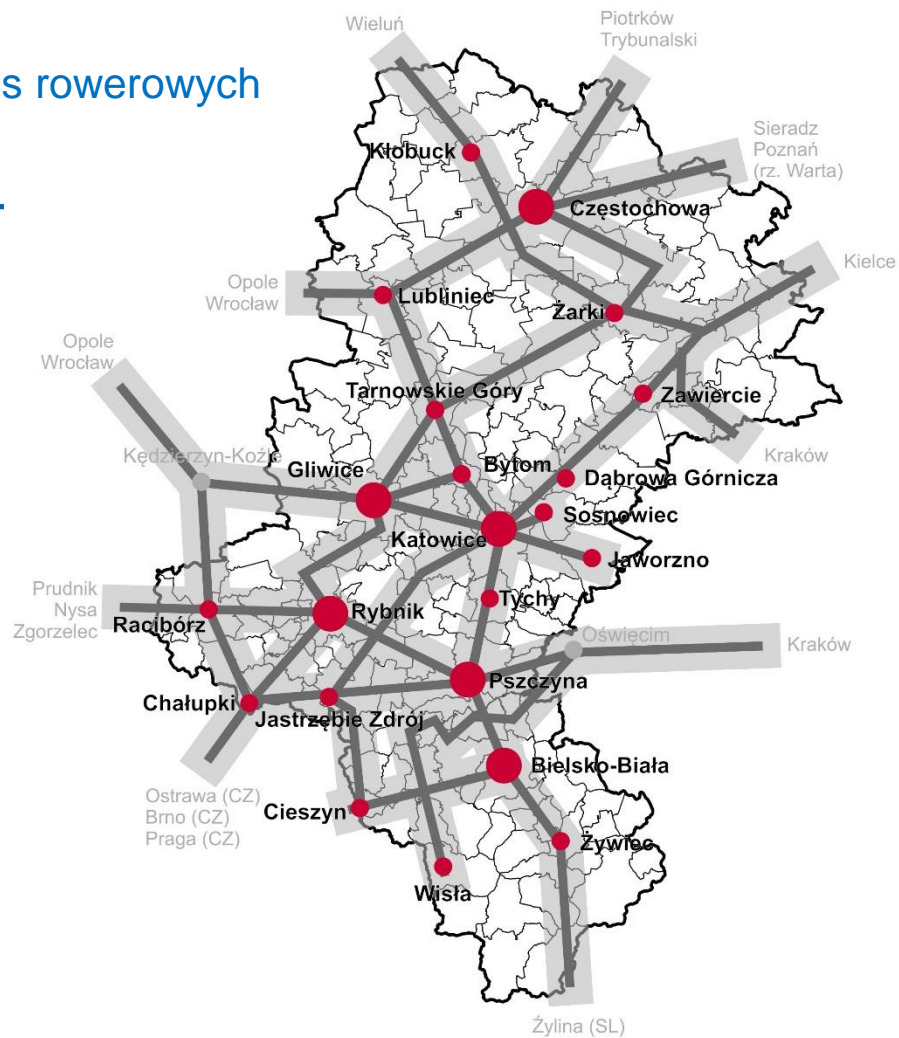 Wieluń
Piotrków
Trybunalski
s rowerowych
Sieradz
Poznań
(rz. Warta)
Kłobuck
Częstochowa
Kielce
Opole
Wrocław
Lubliniec
Żarki
Opole
Wrocław
Tarnowskie Góry
Zawiercie
Kraków
Kędzierzyn-Koźle
Gliwice
Bytom
Dąbrowa Górnicza
Sosnowiec
Katowice
Jaworzno
Prudnik
Nysa
Zgorzelec
Racibórz
Rybnik
Tychy
Oświęcim
Kraków
Pszczyna
Chałupki
Jastrzębie Zdrój
Bielsko-Biała
Ostrawa (CZ)
Brno (CZ)
Praga (CZ)
Cieszyn
Żywiec
Wisła
Żylina (SL)